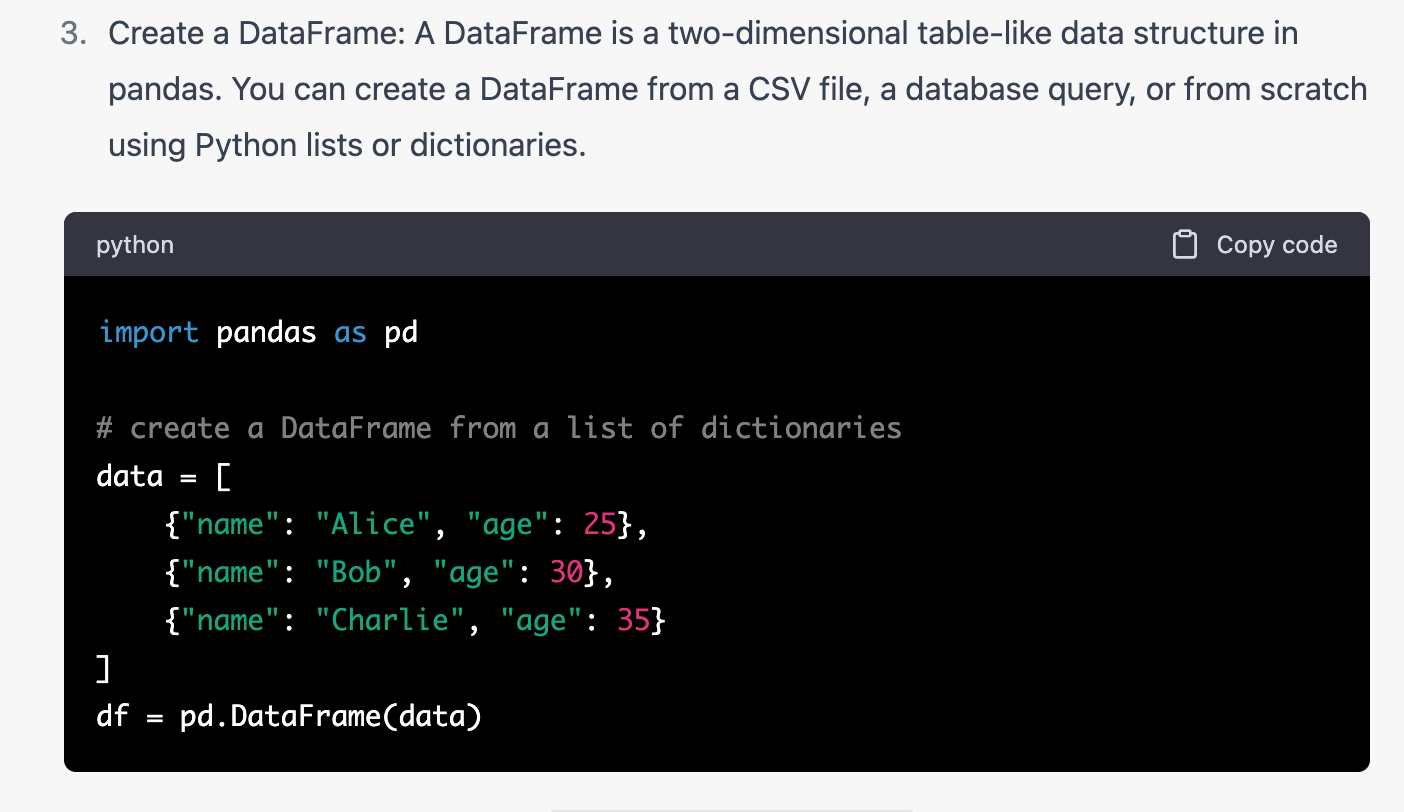 3. Create a DataFrame: A DataFrame is a two-dimensional table-like data structure in
pandas. You can create a DataFrame from a CSV file, a database query, or from scratch
using Python lists or dictionaries.
python Copy code
import pandas as pd
# create a DataFrame from a list of dictionaries
data = [
    {"name": "Alice", "age": 25},
    {"name": "Bob", "age": 30},
    {"name": "Charlie", "age": 35}
]
df = pd.DataFrame(data)